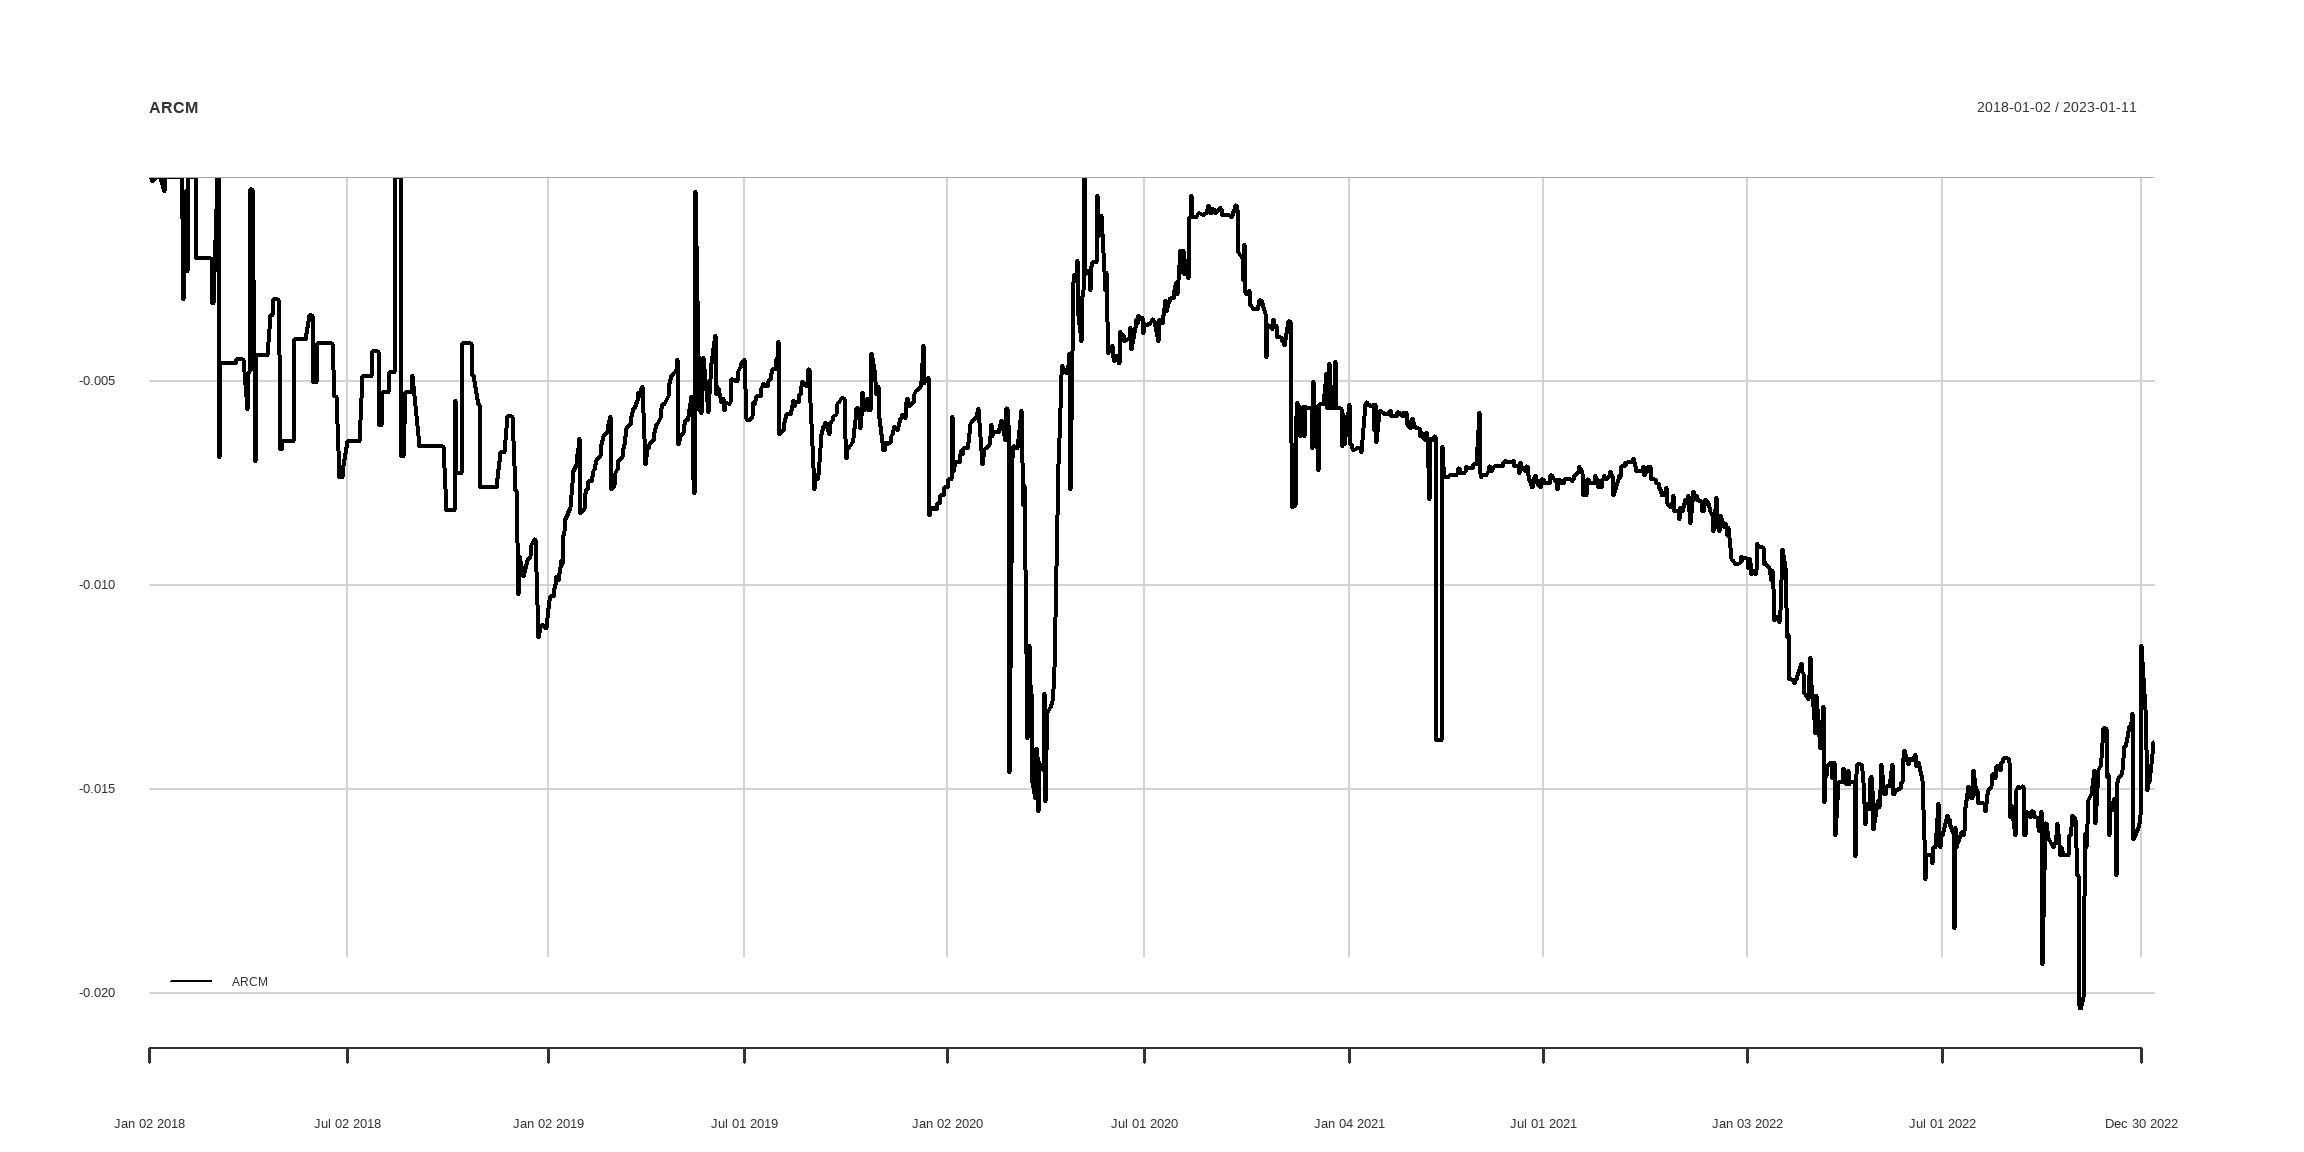 ARCM
2018-01-02 / 2023-01-11
-0.005
-0.010
-0.015
-0.020
ARCM
Jan 02 2018
Jul 02 2018
Jan 02 2019
Jul 01 2019
Jan 02 2020
Jul 01 2020
Jan 04 2021
Jul 01 2021
Jan 03 2022
Jul 01 2022
Dec 30 2022